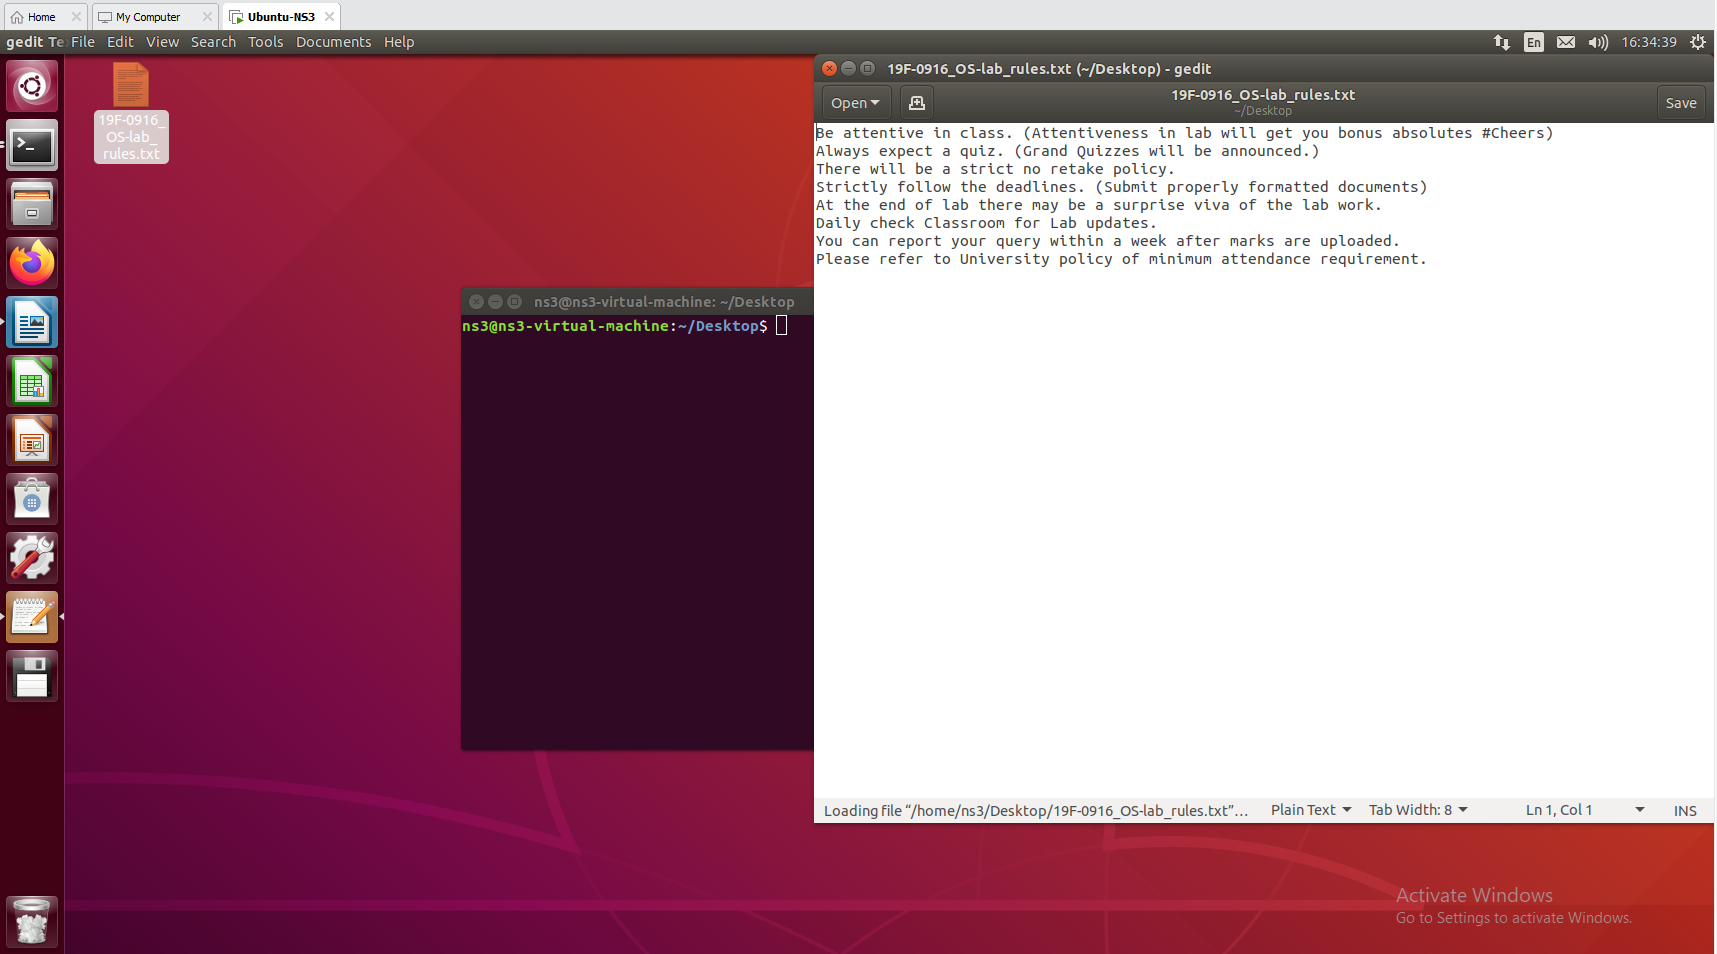 Home
My Computer
Ubuntu-NS3
gedit Te File Edit View Search Tools Documents Help
En
16:34:39
19F-0916_
OS-lab_
rules.txt
ns3@ns3-virtual-machine: ~/Desktop
ns3@ns3-virtual-machine:~/Desktop$
19F-0916_OS-lab_rules.txt (~/Desktop) - gedit
Open
19F-0916_OS-lab_rules.txt
~/Desktop
Save
Be attentive in class. (Attentiveness in lab will get you bonus absolutes #Cheers)
Always expect a quiz. (Grand Quizzes will be announced.)
There will be a strict no retake policy.
Strictly follow the deadlines. (Submit properly formatted documents)
At the end of lab there may be a surprise viva of the lab work.
Daily check Classroom for Lab updates.
You can report your query within a week after marks are uploaded.
Please refer to University policy of minimum attendance requirement.
Loading file “/home/ns3/Desktop/19F-0916_OS-lab_rules.txt”… Plain Text Tab Width: 8 Ln 1, Col 1 INS
Activate Windows
Go to Settings to activate Windows.